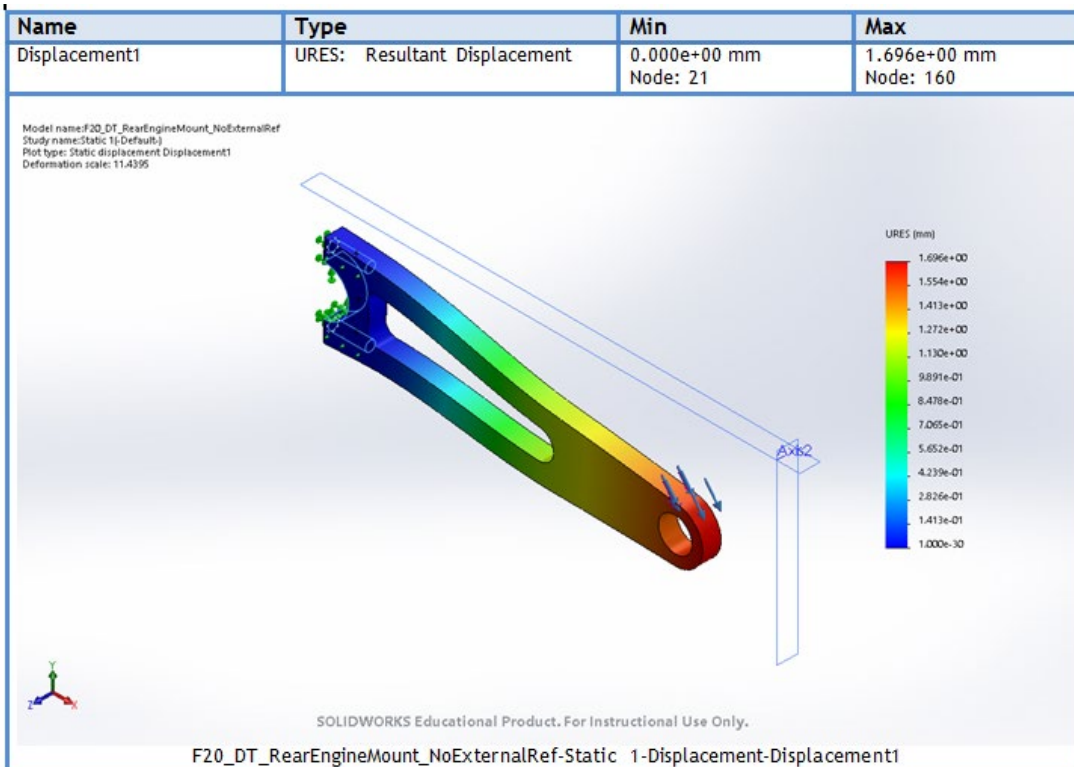 Name Type Min Max
Displacement1 URES: Resultant Displacement 0.000e+00 mm 1.696e+00 mm
Node: 21 Node: 160
Model name:F20_DT_RearEngineMount_NoExternalRef
Study name:Static 1(-Default-)
Plot type: Static displacement Displacement1
Deformation scale: 11.4395
URES (mm)
1.696e+00
1.554e+00
1.413e+00
1.272e+00
1.130e+00
9.891e-01
8.478e-01
7.065e-01
5.652e-01
4.239e-01
2.826e-01
1.413e-01
1.000e-30
Axis2
Y
Z X
SOLIDWORKS Educational Product. For Instructional Use Only.
F20_DT_RearEngineMount_NoExternalRef-Static 1-Displacement-Displacement1